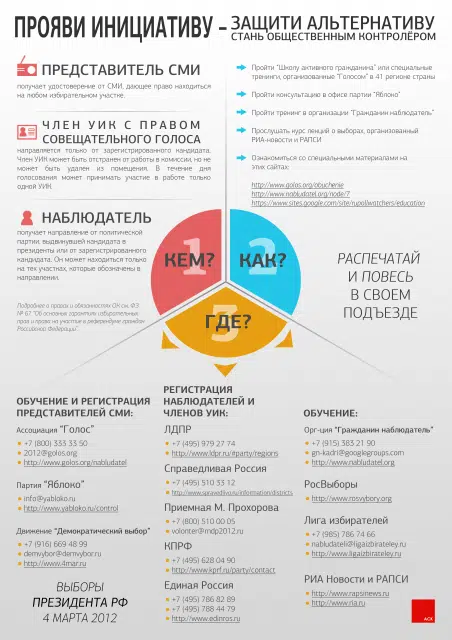 ПРОЯВИ ИНИЦИАТИВУ –
ЗАЩИТИ АЛЬТЕРНАТИВУ
СТАНЬ ОБЩЕСТВЕННЫМ КОНТРОЛЁРОМ
ПРЕДСТАВИТЕЛЬ СМИ
получает удостоверение от СМИ, дающее право находиться
на любом избирательном участке.
ЧЛЕН УИК С ПРАВОМ
СОВЕЩАТЕЛЬНОГО ГОЛОСА
направляется только от зарегистрированного кандидата.
Член УИК может быть отстранен от работы в комиссии, но не
может быть удален из помещения. В течение дня
голосования может принимать участие в работе только
одной УИК.
НАБЛЮДАТЕЛЬ
получает направление от политической
партии, выдвинувшей кандидата в
президенты или от зарегистрированного
кандидата. Он может находиться только
на тех участках, которые обозначены в
направлении.
Подробнее о правах и обязанностях ОК см. ФЗ
№ 67 "Об основных гарантиях избирательных
прав и права на участие в референдуме граждан
Российской Федерации".
Пройти "Школу активного гражданина" или специальные
тренинги, организованные "Голосом" в 41 регионе страны
Пройти консультацию в офисе партии "Яблоко"
Пройти тренинг в организации "Гражданин наблюдатель"
Прослушать курс лекций о выборах, организованный
РИА-новости и РАПСИ
Ознакомиться со специальными материалами на
этих сайтах:
http://www.golos.org/obuchenie
http://www.nabludatel.org/node/7
https://www.sites.google.com/site/rupollwatchers/education
1
КЕМ?
2
КАК?
3
ГДЕ?
РАСПЕЧАТАЙ
И ПОВЕСЬ
В СВОЕМ
ПОДЪЕЗДЕ
ОБУЧЕНИЕ И РЕГИСТРАЦИЯ
ПРЕДСТАВИТЕЛЕЙ СМИ:
Ассоциация "Голос"
+7 (800) 333 33 50
2012@golos.org
http://www.golos.org/nabludatel
Партия "Яблоко"
info@yabloko.ru
http://www.yabloko.ru/control
Движение "Демократический выбор"
+7 (916) 669 48 99
demvybor@demvybor.ru
http://www.4mar.ru
ВЫБОРЫ
ПРЕЗИДЕНТА РФ
4 МАРТА 2012
РЕГИСТРАЦИЯ
НАБЛЮДАТЕЛЕЙ И
ЧЛЕНОВ УИК:
ЛДПР
+7 (495) 979 27 74
http://www.ldpr.ru/#party/regions
Справедливая Россия
+7 (495) 510 33 12
http://www.spravedlivo.ru/information/districts
Приемная М. Прохорова
+7 (800) 510 00 05
volonter@mdp2012.ru
КПРФ
+7 (495) 628 04 90
http://www.kprf.ru/party/contact
Единая Россия
+7 (495) 786 82 89
+7 (495) 788 44 79
http://www.edinros.ru
ОБУЧЕНИЕ:
Орг-ция "Гражданин наблюдатель"
+7 (915) 383 21 90
gn-kadri@googlegroups.com
http://www.nabludatel.org
РосВыборы
http://www.rosvybory.org
Лига избирателей
+7 (985) 786 74 66
nabludateli@ligaizbirateley.ru
http://www.ligaizbirateley.ru
РИА Новости и РАПСИ
http://www.rapsinews.ru
http://www.ria.ru